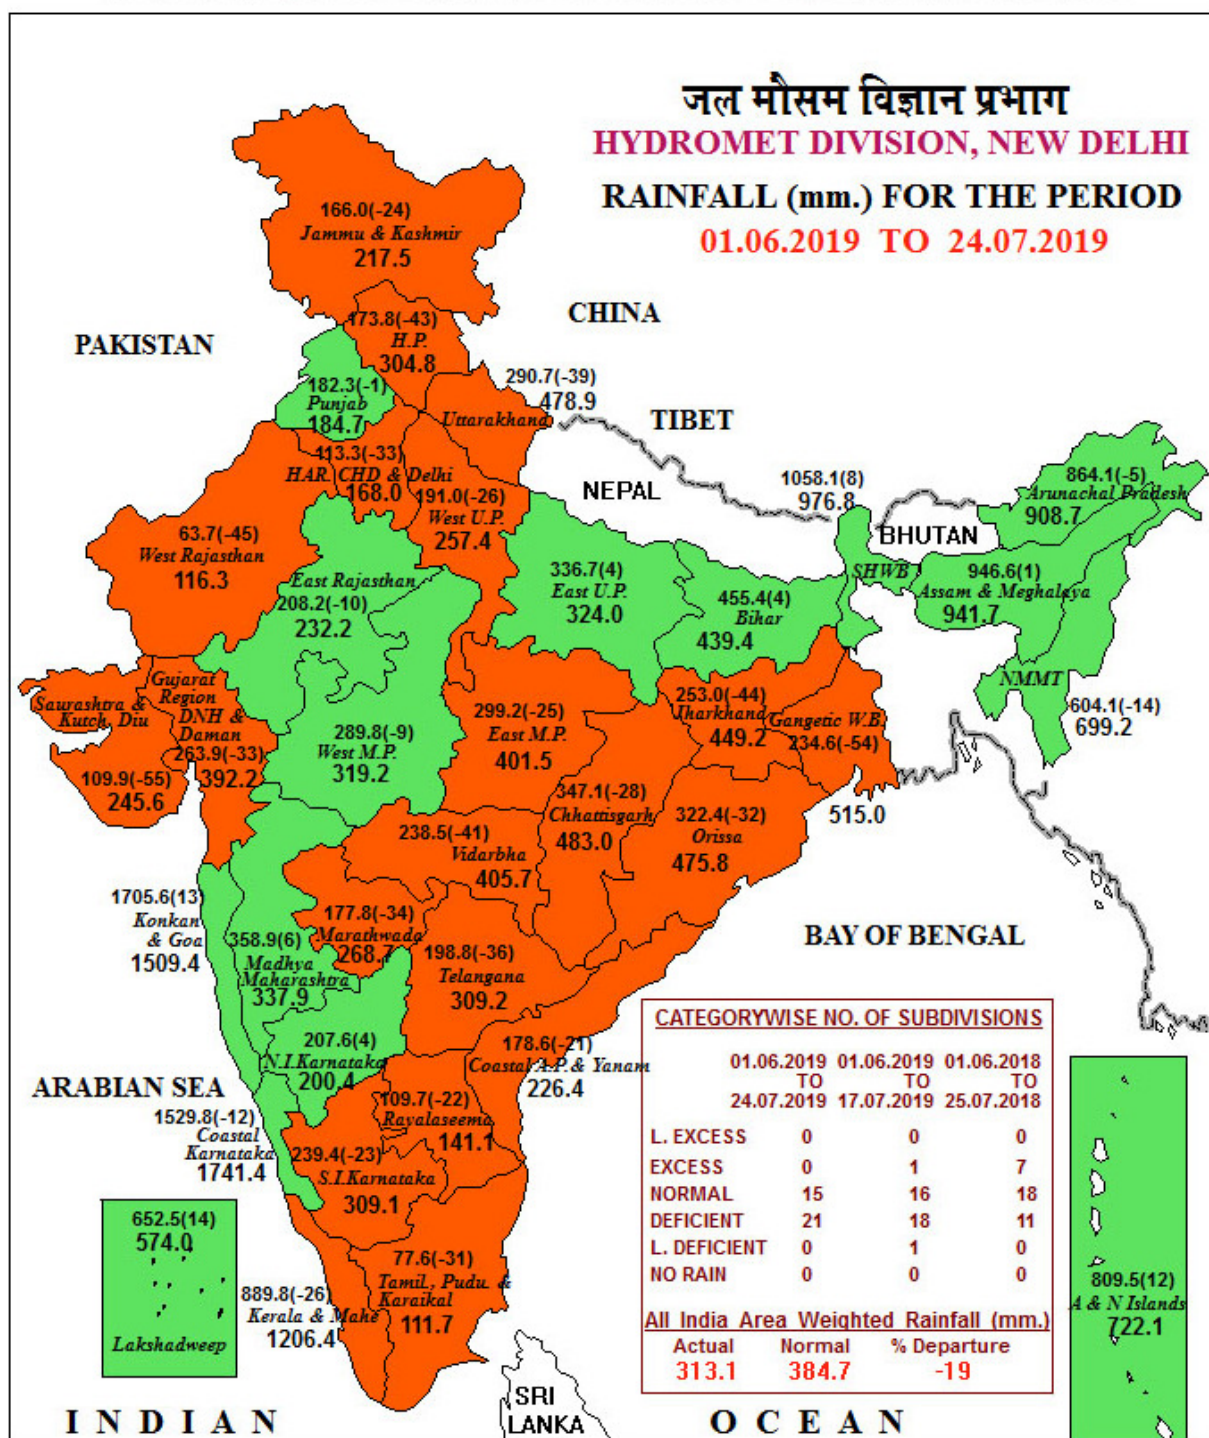 जल मौसम विज्ञान प्रभाग
HYDROMET DIVISION, NEW DELHI
RAINFALL (mm.) FOR THE PERIOD
01.06.2019 TO 24.07.2019
166.0(-24)
Jammu & Kashmir
217.5
CHINA
173.8(-43)
H.P.
304.8
PAKISTAN
182.3(-1)
Punjab
184.7
290.7(-39)
478.9
Uttarakhand
TIBET
113.3(-33)
HAR. CHD & Delhi
168.0
191.0(-26)
West U.P.
257.4
NEPAL
1058.1(8)
976.8
SHWB
BHUTAN
864.1(-5)
Arunachal Pradesh
908.7
63.7(-45)
West Rajasthan
116.3
East Rajasthan
208.2(-10)
232.2
336.7(4)
East U.P.
324.0
455.4(4)
Bihar
439.4
946.6(1)
Assam & Meghalaya
941.7
NMMT
604.1(-14)
699.2
Saurashtra &
Kutch, Diu
109.9(-55)
245.6
Gujarat
Region
DNH &
Daman
263.9(-33)
392.2
289.8(-9)
West M.P.
319.2
299.2(-25)
East M.P.
401.5
253.0(-44)
Jharkhand
449.2
Gangetic W.B.
234.6(-54)
515.0
347.1(-28)
Chhattisgarh
483.0
322.4(-32)
Orissa
475.8
238.5(-41)
Vidarbha
405.7
1705.6(13)
Konkan
& Goa
1509.4
358.9(6)
Madhya
Maharashtra
337.9
177.8(-34)
Marathwada
268.7
198.8(-36)
Telangana
309.2
BAY OF BENGAL
207.6(4)
N.I.Karnataka
200.4
178.6(-21)
Coastal A.P. & Yanam
226.4
ARABIAN SEA
1529.8(-12)
Coastal
Karnataka
1741.4
109.7(-22)
Rayalaseema
141.1
239.4(-23)
S.I.Karnataka
309.1
652.5(14)
574.0
Lakshadweep
889.8(-26)
Kerala & Mahe
1206.4
77.6(-31)
Tamil., Pudu. &
Karaikal
111.7
CATEGORYWISE NO. OF SUBDIVISIONS
01.06.2019 01.06.2019 01.06.2018
TO TO TO
24.07.2019 17.07.2019 25.07.2018
L. EXCESS 0 0 0
EXCESS 0 1 7
NORMAL 15 16 18
DEFICIENT 21 18 11
L. DEFICIENT 0 1 0
NO RAIN 0 0 0
All India Area Weighted Rainfall (mm.)
Actual Normal % Departure
313.1 384.7 -19
809.5(12)
A & N Islands
722.1
SRI
LANKA
INDIAN OCEAN